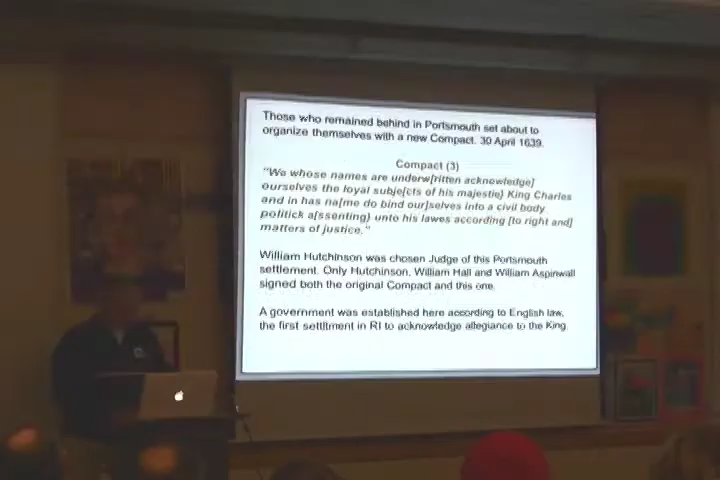 Those who remained behind in Portsmouth set about to
organize themselves with a new Compact. 30 April 1639.
Compact (3)
"We whose names are underw[ritten acknowledge]
ourselves the loyal subje[cts of his majestie] King Charles
and in has na[me do bind our]selves into a civil body
politick a[ssenting] unto his lawes according [to right and]
matters of justice."
William Hutchinson was chosen Judge of this Portsmouth
settlement. Only Hutchinson, William Hall and William Aspinwall
signed both the original Compact and this one.
A government was established here according to English law,
the first settltment in RI to acknowledge allegiance to the King.